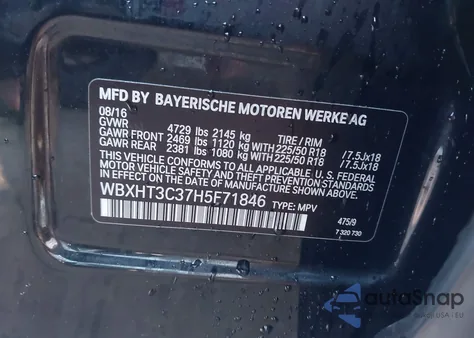 MFD BY BAYERISCHE MOTOREN WERKE AG
08/16
GVWR 4729 lbs 2145 kg TIRE / RIM
GAWR FRONT 2469 lbs 1120 kg WITH 225/50 R18 /7.5Jx18
GAWR REAR 2381 lbs 1080 kg WITH 225/50 R18 /7.5Jx18
THIS VEHICLE CONFORMS TO ALL APPLICABLE
FEDERAL MOTOR VEHICLE SAFETY, BUMPER,
AND THEFT PREVENTION STANDARDS IN EFFECT
ON THE DATE OF MANUFACTURE SHOWN ABOVE.
WBXHT3C37H5F71846 TYPE: MPV
475/9
7 320 730
autoSnap